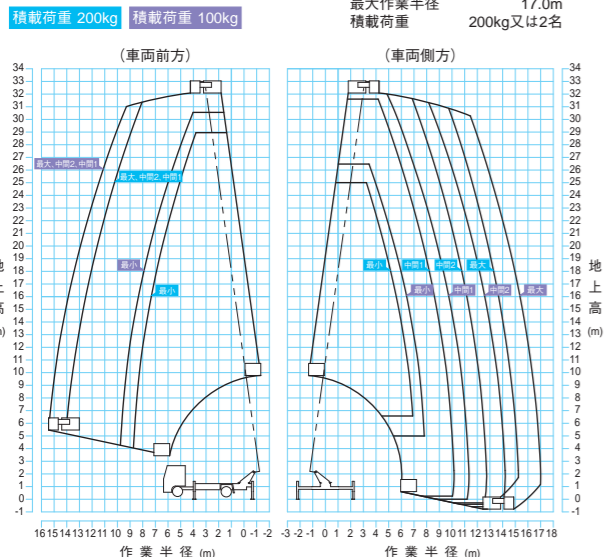 積載荷重 200kg 積載荷重 100kg
最大作業半径 17.0m
積載荷重 200kg又は2名
(車両前方) (車両側方)
34 34
33 33
32 32
31 31
30 30
29 29
28 28
27 27
26 最大、中間2、中間1 26
25 最大、中間2、中間1 25
24 24
23 23
22 22
21 21
20 20
19 19
18 最小 最小 中間1 中間2 最大 18
17 17
16 最小 最小 中間1 中間2 最大 16
15 15
14 14
13 13
12 12
11 11
10 10
9 9
8 8
7 7
6 6
5 5
4 4
3 3
2 2
1 1
0 0
-1 -1
地上高 (m)
地上高 (m)
16 15 14 13 12 11 10 9 8 7 6 5 4 3 2 1 0 -1 -2
-3 -2 -1 0 1 2 3 4 5 6 7 8 9 10 11 12 13 14 15 16 17 18
作業半径 (m) 作業半径 (m)